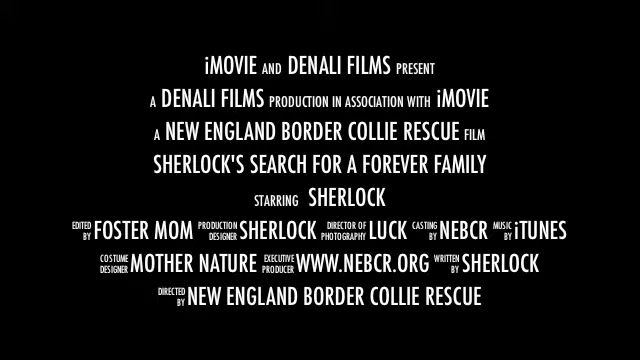 iMOVIE AND DENALI FILMS PRESENT
A DENALI FILMS PRODUCTION IN ASSOCIATION WITH iMOVIE
A NEW ENGLAND BORDER COLLIE RESCUE FILM
SHERLOCK'S SEARCH FOR A FOREVER FAMILY
STARRING SHERLOCK
EDITED BY FOSTER MOM PRODUCTION DESIGNER SHERLOCK DIRECTOR OF PHOTOGRAPHY LUCK CASTING BY NEBCR MUSIC BY iTUNES
COSTUME DESIGNER MOTHER NATURE EXECUTIVE PRODUCER WWW.NEBCR.ORG WRITTEN BY SHERLOCK
DIRECTED BY NEW ENGLAND BORDER COLLIE RESCUE